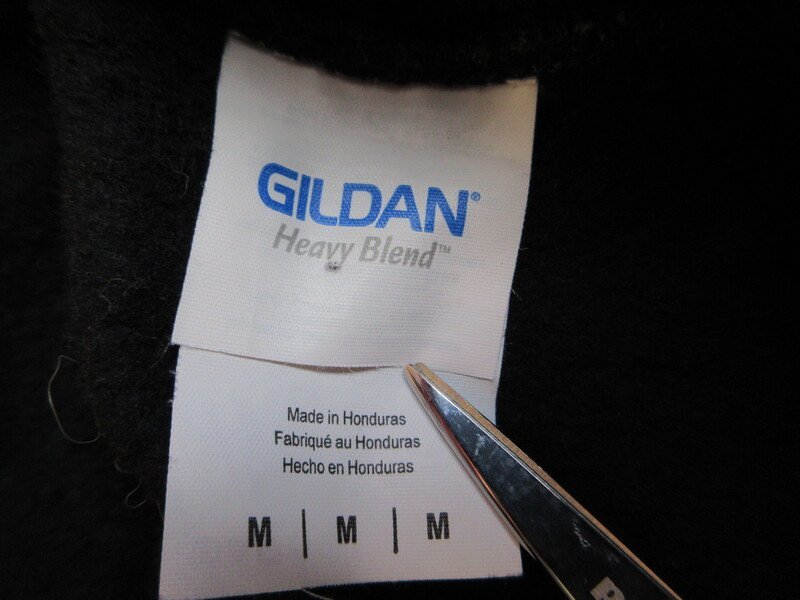 GILDAN®
Heavy Blend™
Made in Honduras
Fabriqué au Honduras
Hecho en Honduras
M | M | M